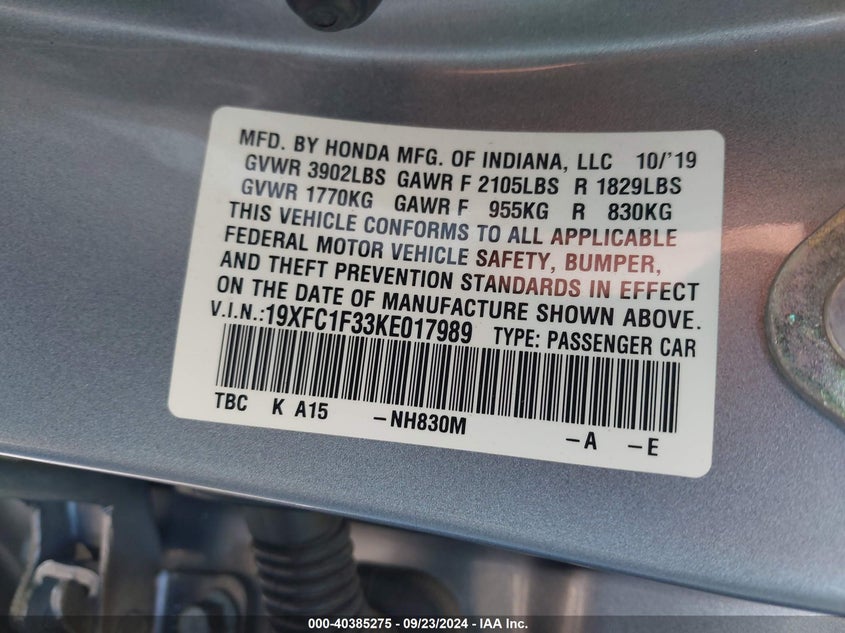 MFD. BY HONDA MFG. OF INDIANA, LLC 10/'19
GVWR 3902LBS GAWR F 2105LBS R 1829LBS
GVWR 1770KG GAWR F 955KG R 830KG
THIS VEHICLE CONFORMS TO ALL APPLICABLE
FEDERAL MOTOR VEHICLE SAFETY, BUMPER,
AND THEFT PREVENTION STANDARDS IN EFFECT
ON THE DATE OF MANUFACTURE SHOWN ABOVE.
V.I.N.:19XFC1F33KE017989 TYPE: PASSENGER CAR
TBC K A15 -NH830M -A -E
000-40385275 - 09/23/2024 - IAA Inc.